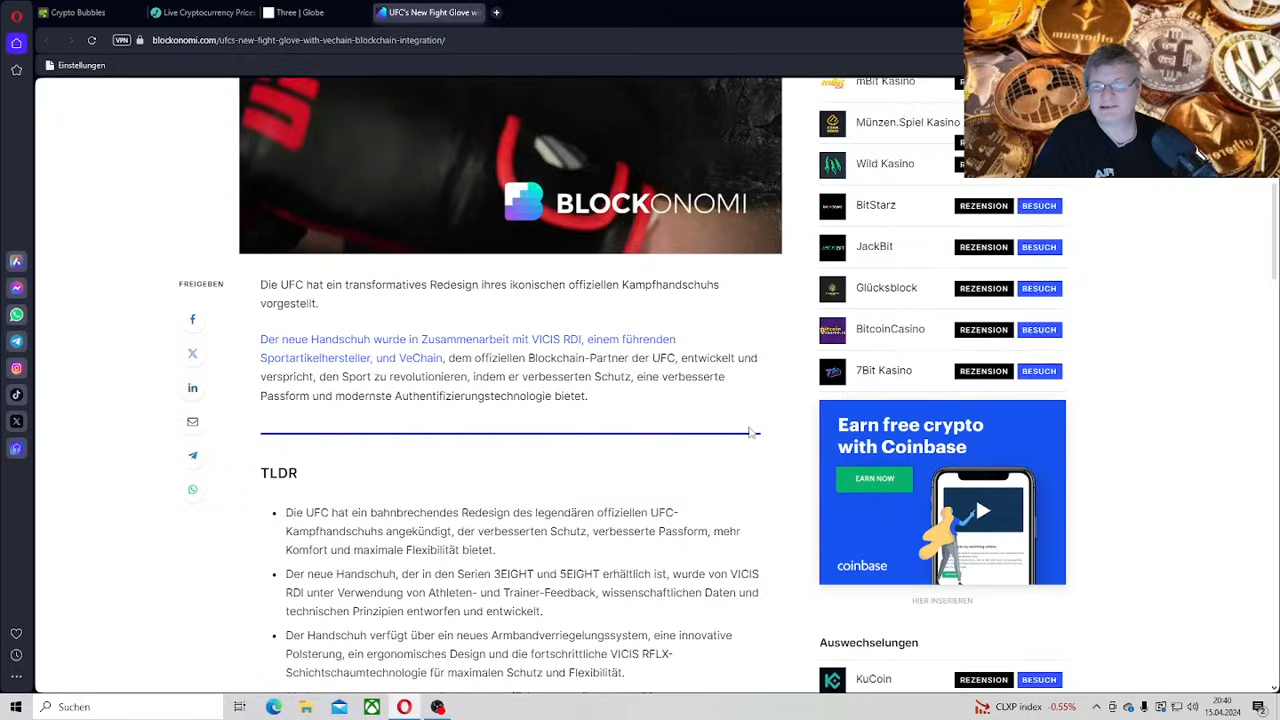 Crypto Bubbles
Live Cryptocurrency Price
Three | Globe
UFC's New Fight Glove w
VPN
blockonomi.com/ufcs-new-fight-glove-with-vechain-blockchain-integration/
Einstellungen
BLOCKONOMI
FREIGEBEN
Die UFC hat ein transformatives Redesign ihres ikonischen offiziellen Kampfhandschuhs
vorgestellt.
Der neue Handschuh wurde in Zusammenarbeit mit VICIS RDI, einem führenden
Sportartikelhersteller, und VeChain, dem offiziellen Blockchain-Partner der UFC, entwickelt und
verspricht, den Sport zu revolutionieren, indem er verbesserten Schutz, eine verbesserte
Passform und modernste Authentifizierungstechnologie bietet.
TLDR
Die UFC hat ein bahnbrechendes Redesign des legendären offiziellen UFC-
Kampfhandschuhs angekündigt, der verbesserten Schutz, verbesserte Passform, mehr
Komfort und maximale Flexibilität bietet.
Der neue Handschuh, der in den Serien 3EIGHT und 5EIGHT erhältlich ist, wurde von VICIS
RDI unter Verwendung von Athleten- und Trainer-Feedback, wissenschaftlichen Daten und
technischen Prinzipien entworfen und entwickelt.
Der Handschuh verfügt über ein neues Armbandverriegelungssystem, eine innovative
Polsterung, ein ergonomisches Design und die fortschrittliche VICIS RFLX-
Schichtschaumtechnologie für maximalen Schutz und Flexibilität.
mBit Kasino
Münzen.Spiel Kasino
Wild Kasino
BitStarz REZENSION BESUCH
JackBit REZENSION BESUCH
Glücksblock REZENSION BESUCH
BitcoinCasino REZENSION BESUCH
7Bit Kasino REZENSION BESUCH
Earn free crypto
with Coinbase
EARN NOW
coinbase
HIER INSERIEREN
Auswechselungen
KuCoin REZENSION BESUCH
Suchen
CLXP index -0.55%
20:40
15.04.2024
2